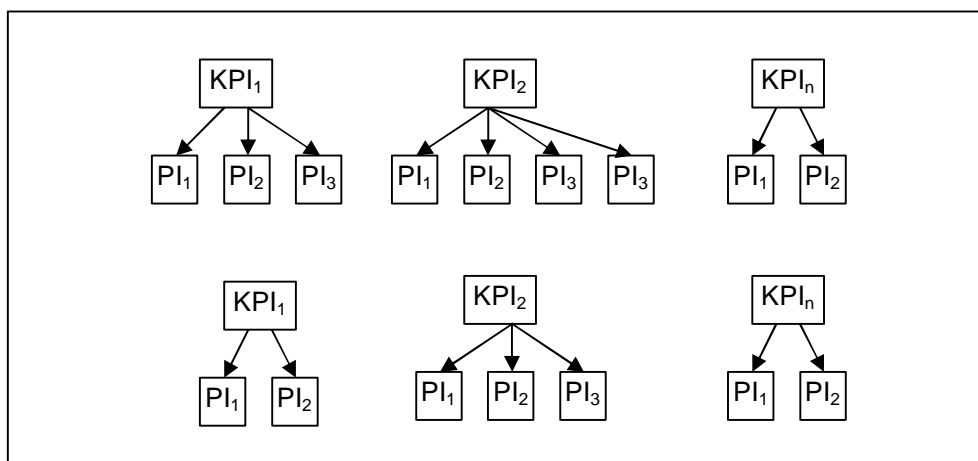 KPI₁ KPI₂ KPIₙ
PI₁ PI₂ PI₃ PI₁ PI₂ PI₃ PI₃ PI₁ PI₂
KPI₁ KPI₂ KPIₙ
PI₁ PI₂ PI₁ PI₂ PI₃ PI₁ PI₂